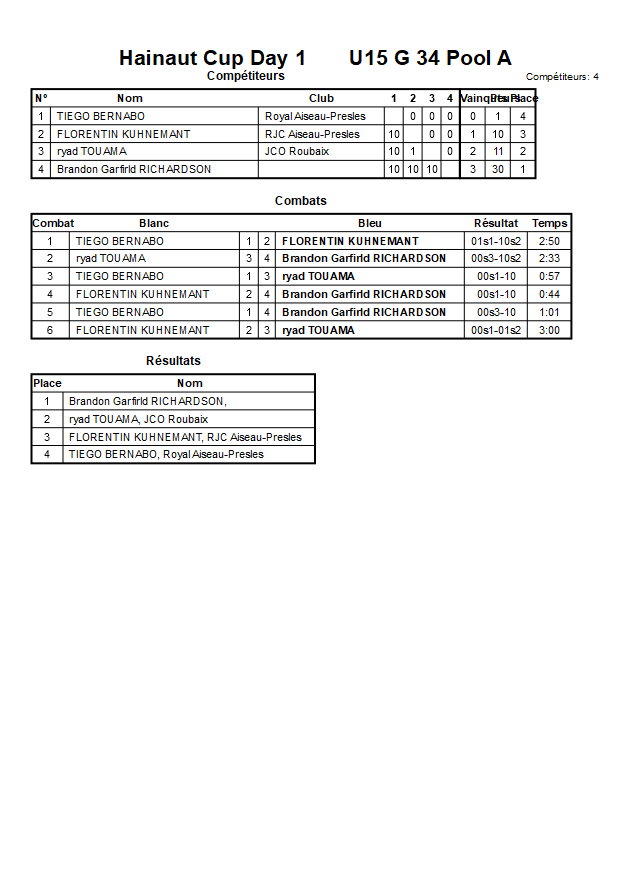 Hainaut Cup Day 1 U15 G 34 Pool A
Compétiteurs Compétiteurs: 4
N° Nom Club 1 2 3 4 Vainqueurs Pts Place
1 TIEGO BERNABO Royal Aiseau-Presles 0 0 0 0 1 4
2 FLORENTIN KUHNEMANT RJC Aiseau-Presles 10 0 0 1 10 3
3 ryad TOUAMA JCO Roubaix 10 1 0 2 11 2
4 Brandon Garfirld RICHARDSON 10 10 10 3 30 1
Combats
Combat Blanc Bleu Résultat Temps
1 TIEGO BERNABO 1 2 FLORENTIN KUHNEMANT 01s1-10s2 2:50
2 ryad TOUAMA 3 4 Brandon Garfirld RICHARDSON 00s3-10s2 2:33
3 TIEGO BERNABO 1 3 ryad TOUAMA 00s1-10 0:57
4 FLORENTIN KUHNEMANT 2 4 Brandon Garfirld RICHARDSON 00s1-10 0:44
5 TIEGO BERNABO 1 4 Brandon Garfirld RICHARDSON 00s3-10 1:01
6 FLORENTIN KUHNEMANT 2 3 ryad TOUAMA 00s1-01s2 3:00
Résultats
Place Nom
1 Brandon Garfirld RICHARDSON,
2 ryad TOUAMA, JCO Roubaix
3 FLORENTIN KUHNEMANT, RJC Aiseau-Presles
4 TIEGO BERNABO, Royal Aiseau-Presles